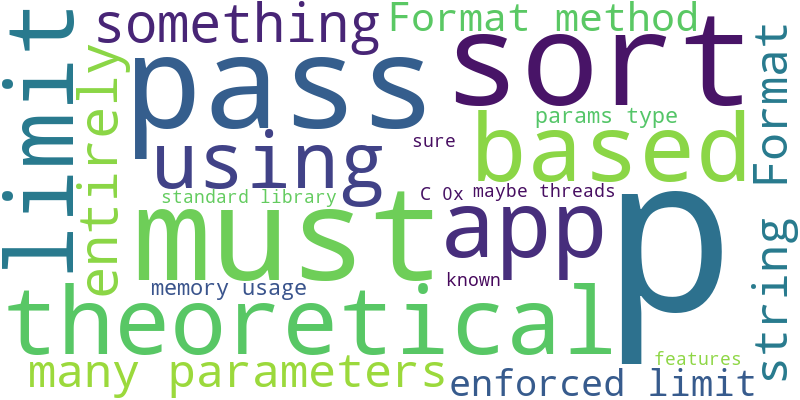 limit
something
Format method
sort
string Format
entirely
pass
params type
based
using
sure
standard library
C 0x
maybe threads
must
app
p
known
memory usage
theoretical
features
many parameters
enforced limit